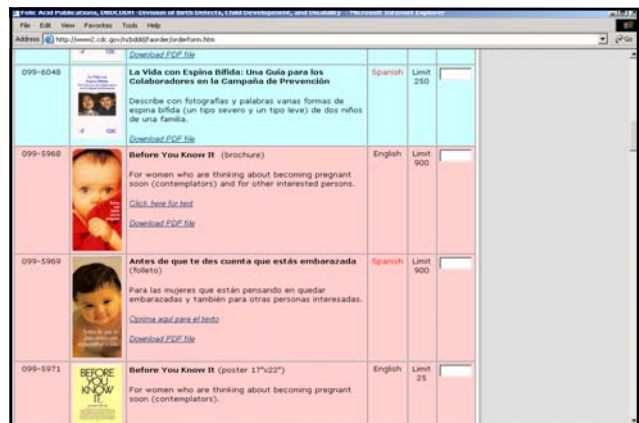 Folic Acid Publications, DBDCDDH -Division of Birth Defects, Child Development, and Disability - Microsoft Internet Explorer
File Edit View Favorites Tools Help
Address http://www2.cdc.gov/ncbddd/faorder/orderform.htm Go
Download PDF file
099-6048
La Vida con Espina Bífida: Una Guía para los
Colaboradores en la Campaña de Prevención
Spanish
Limit
250
Describe con fotografías y palabras varias formas de
espina bífida (un tipo severo y un tipo leve) de dos niños
de una familia.
Download PDF file
099-5968
Before You Know It (brochure)
English
Limit
900
For women who are thinking about becoming pregnant
soon (contemplators) and for other interested persons.
Click here for text
Download PDF file
099-5969
Antes de que te des cuenta que estás embarazada
(folleto)
Spanish
Limit
900
Para las mujeres que están pensando en quedar
embarazadas y también para otras personas interesadas.
Oprima aquí para el texto
Download PDF file
099-5971
BEFORE
YOU
KNOW
IT.
Before You Know It (poster 17"x22")
English
Limit
25
For women who are thinking about becoming pregnant
soon (contemplators).